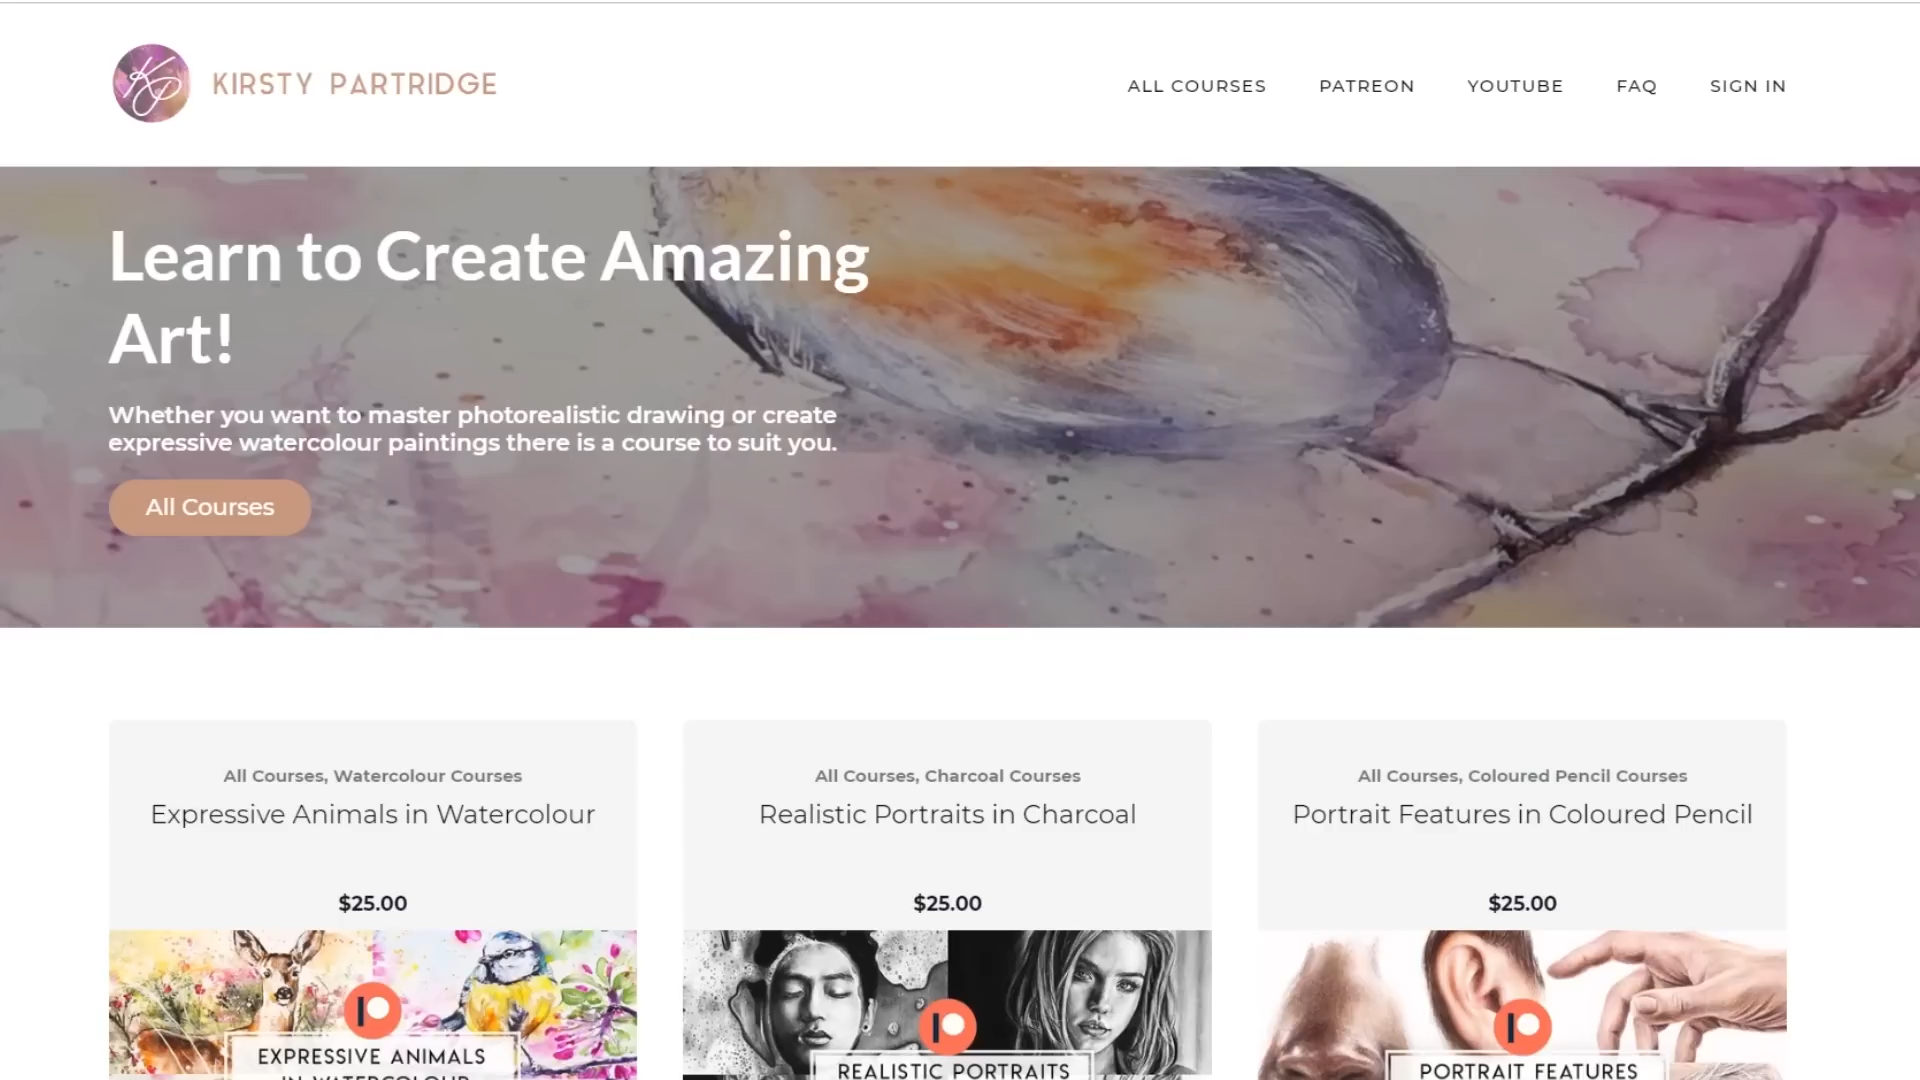 KP
KIRSTY PARTRIDGE
ALL COURSES PATREON YOUTUBE FAQ SIGN IN
Learn to Create Amazing
Art!
Whether you want to master photorealistic drawing or create
expressive watercolour paintings there is a course to suit you.
All Courses
All Courses, Watercolour Courses
Expressive Animals in Watercolour
$25.00
EXPRESSIVE ANIMALS
IN WATERCOLOUR
All Courses, Charcoal Courses
Realistic Portraits in Charcoal
$25.00
REALISTIC PORTRAITS
All Courses, Coloured Pencil Courses
Portrait Features in Coloured Pencil
$25.00
PORTRAIT FEATURES